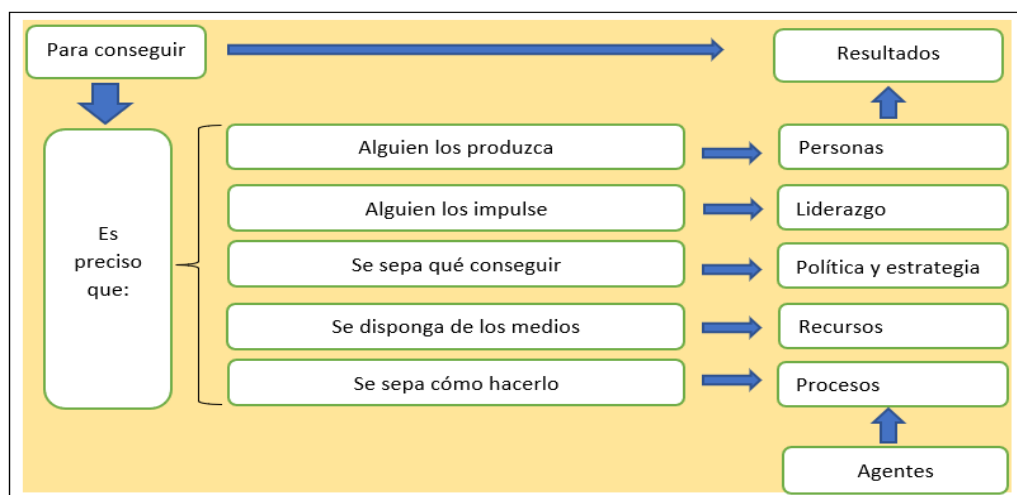 Para conseguir
Resultados
Es
preciso
que:
Alguien los produzca
Personas
Alguien los impulse
Liderazgo
Se sepa qué conseguir
Política y estrategia
Se disponga de los medios
Recursos
Se sepa cómo hacerlo
Procesos
Agentes